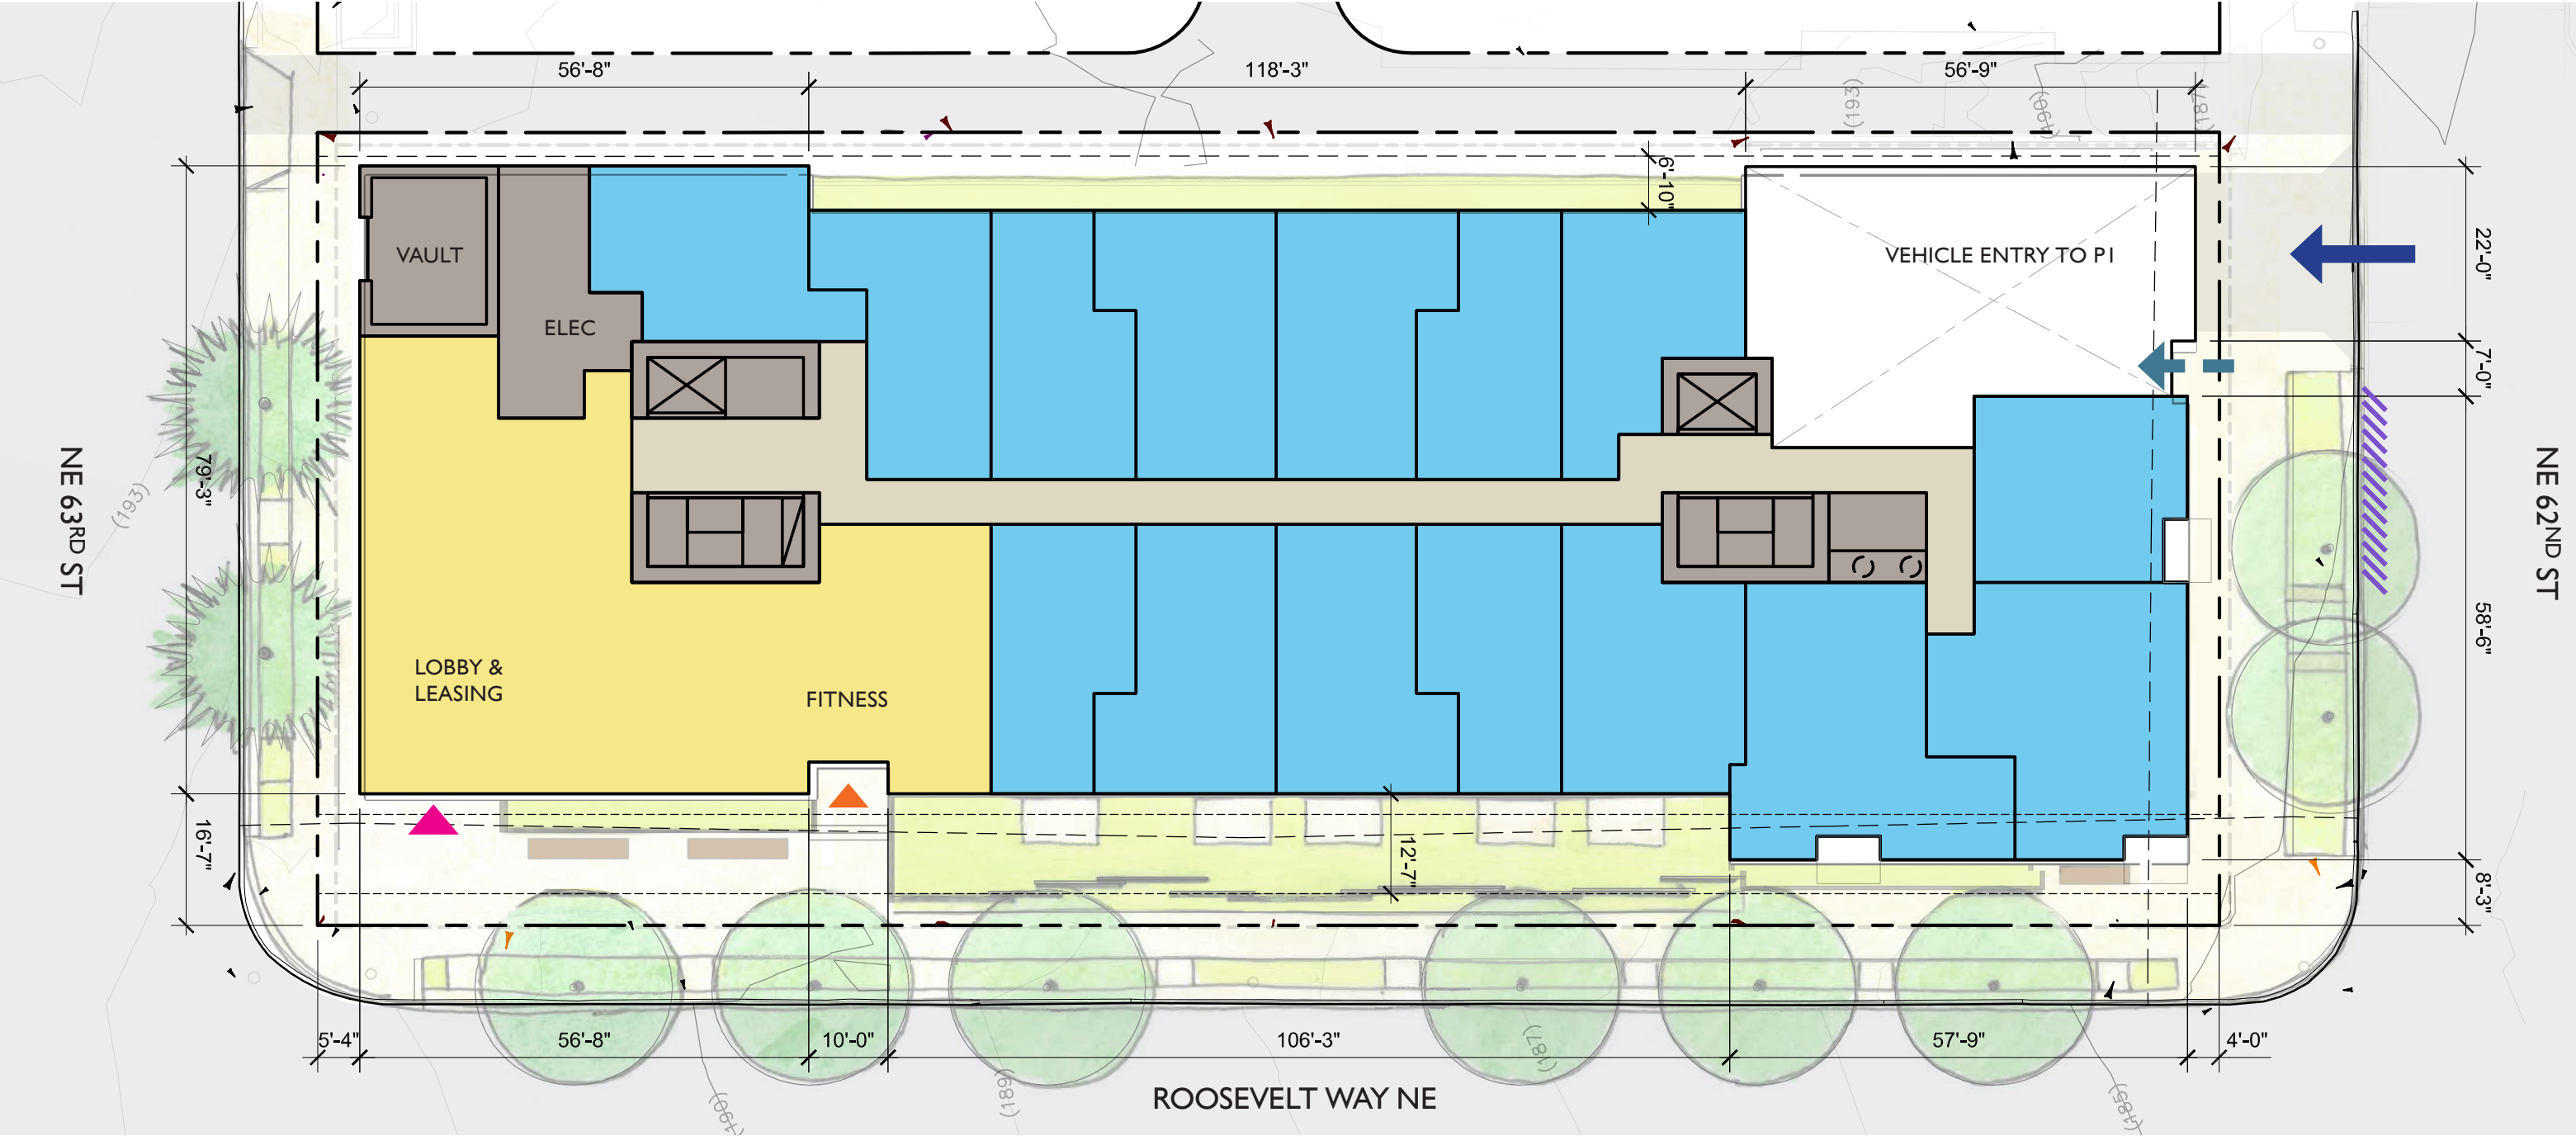 56'-8"
118'-3"
56'-9"
(193)
(190)
(187)
6'-10"
VAULT
ELEC
VEHICLE ENTRY TO P1
22'-0"
7'-0"
79'-3"
(193)
NE 63RD ST
NE 62ND ST
58'-6"
LOBBY &
LEASING
FITNESS
16'-7"
12'-7"
8'-3"
5'-4"
56'-8"
10'-0"
106'-3"
57'-9"
4'-0"
(187)
(189)
(190)
(185)
ROOSEVELT WAY NE